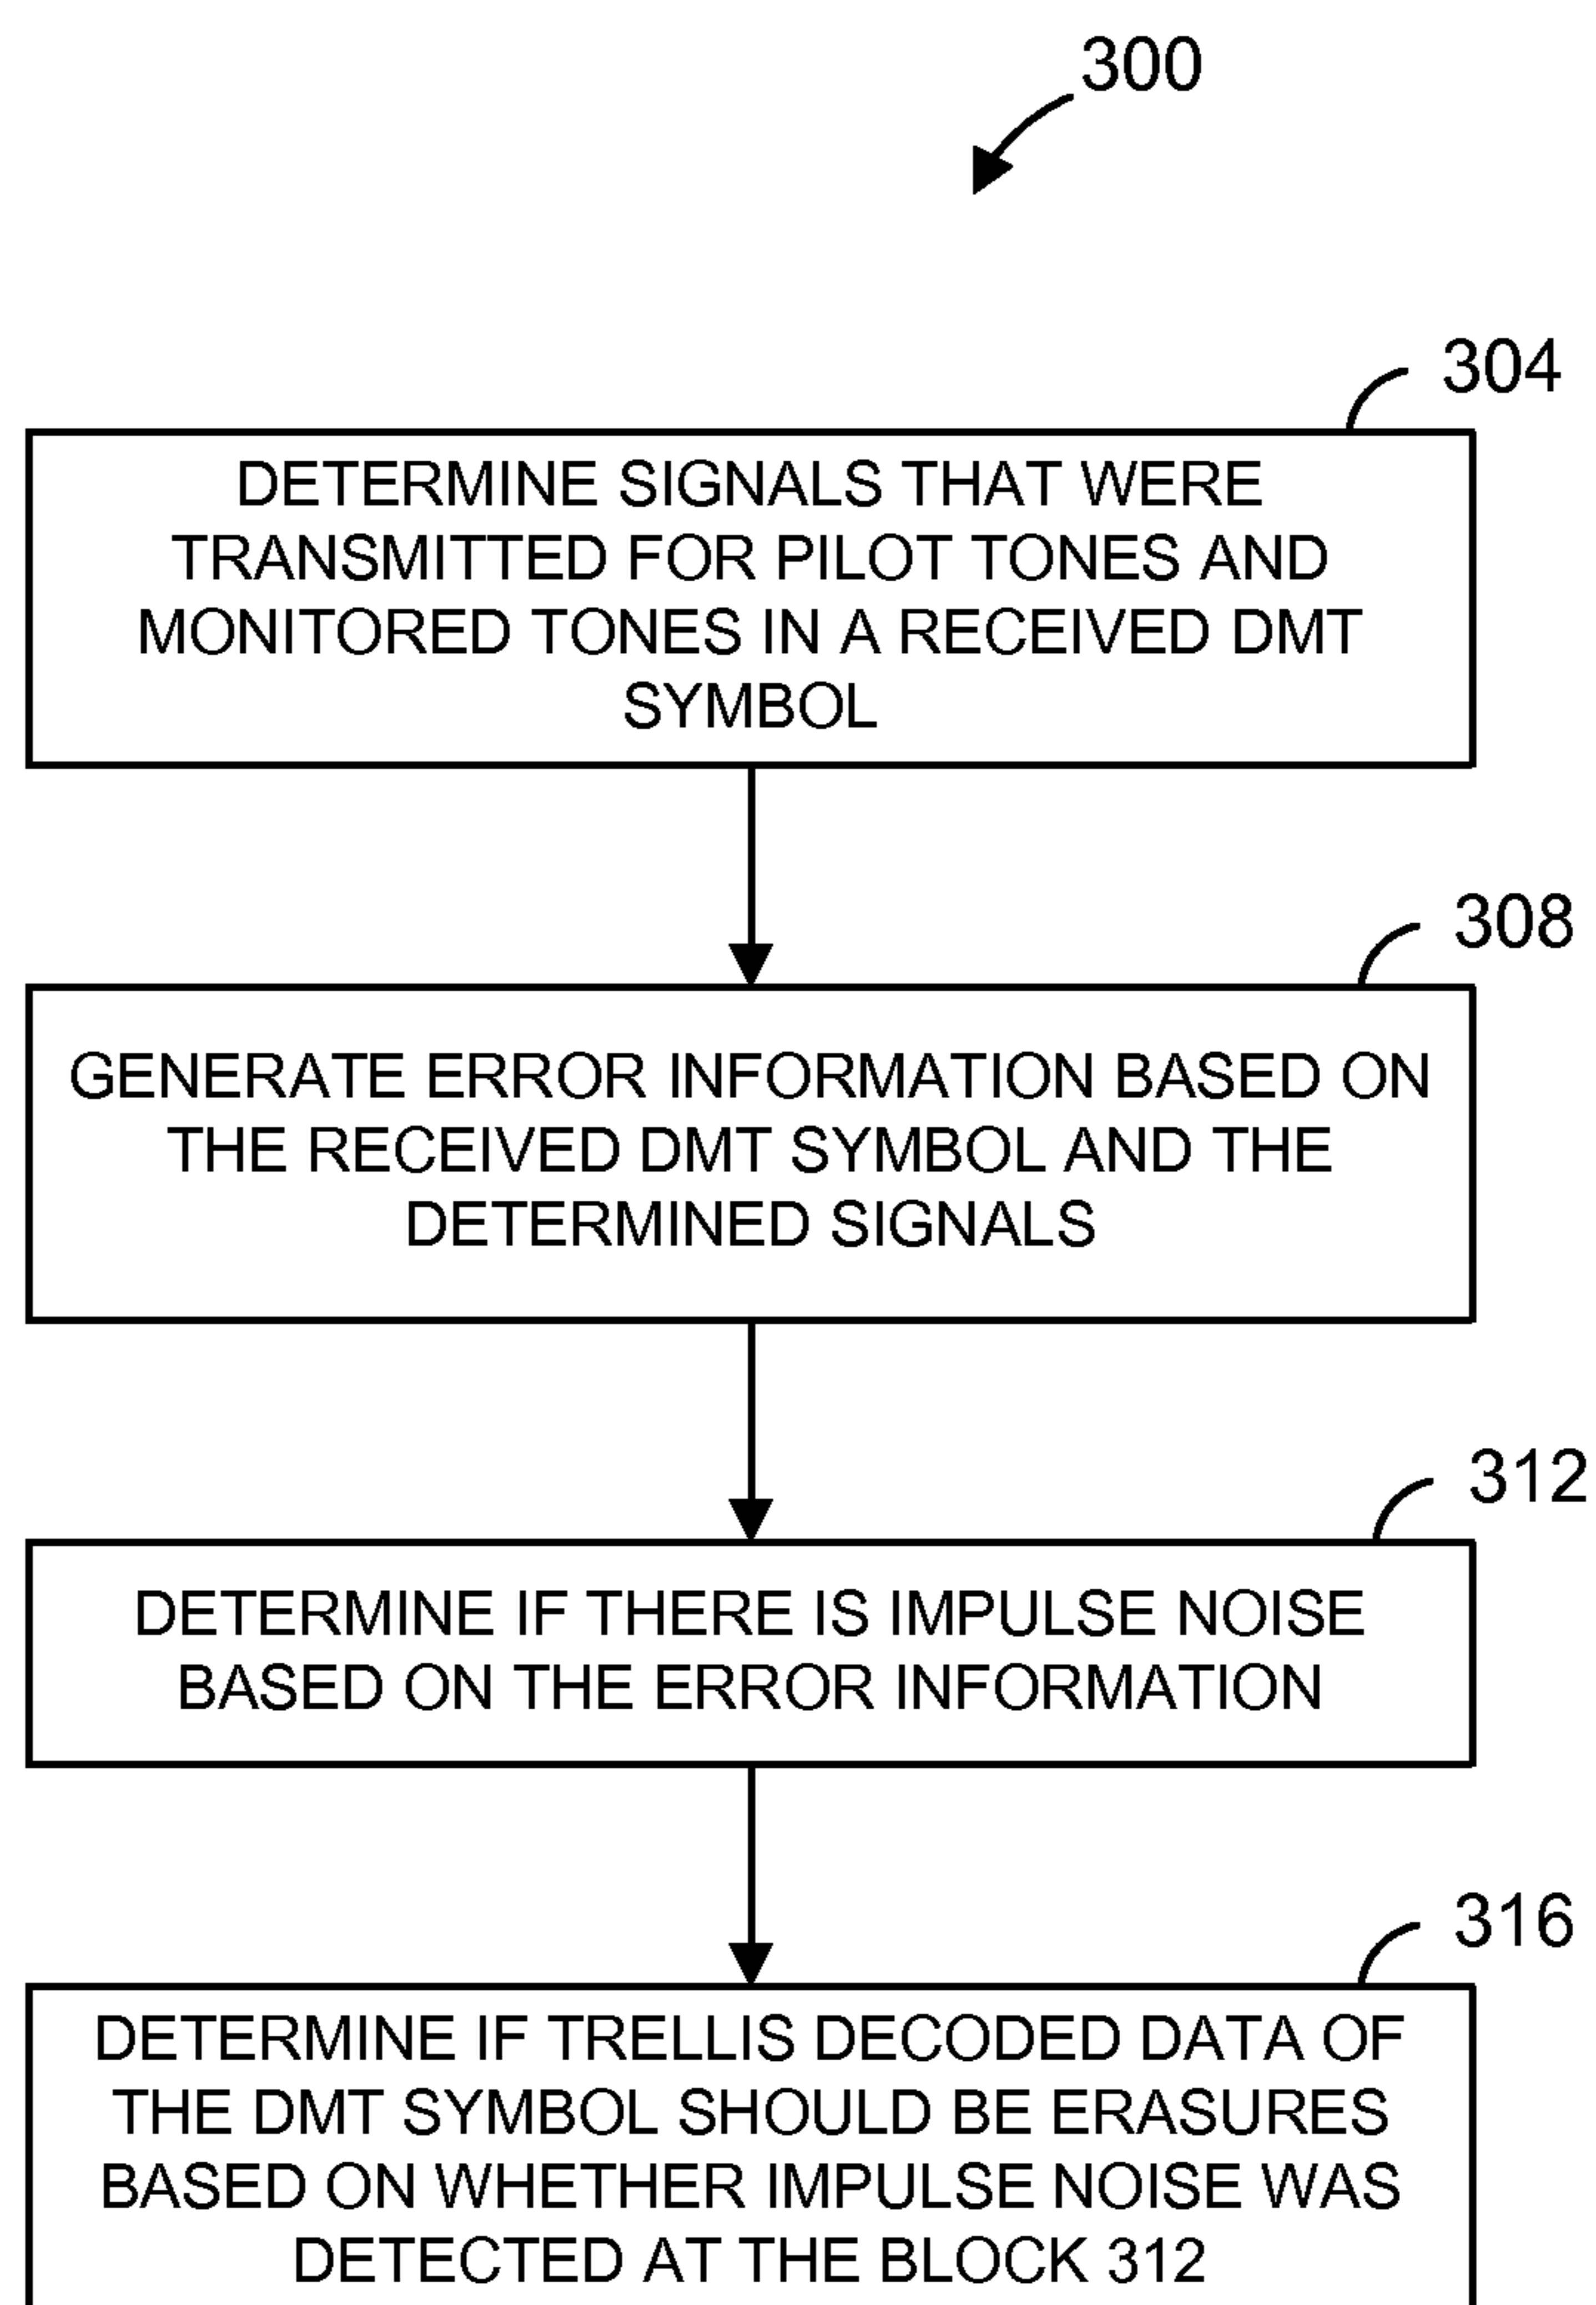 300
304
DETERMINE SIGNALS THAT WERE
TRANSMITTED FOR PILOT TONES AND
MONITORED TONES IN A RECEIVED DMT
SYMBOL
308
GENERATE ERROR INFORMATION BASED ON
THE RECEIVED DMT SYMBOL AND THE
DETERMINED SIGNALS
312
DETERMINE IF THERE IS IMPULSE NOISE
BASED ON THE ERROR INFORMATION
316
DETERMINE IF TRELLIS DECODED DATA OF
THE DMT SYMBOL SHOULD BE ERASURES
BASED ON WHETHER IMPULSE NOISE WAS
DETECTED AT THE BLOCK 312